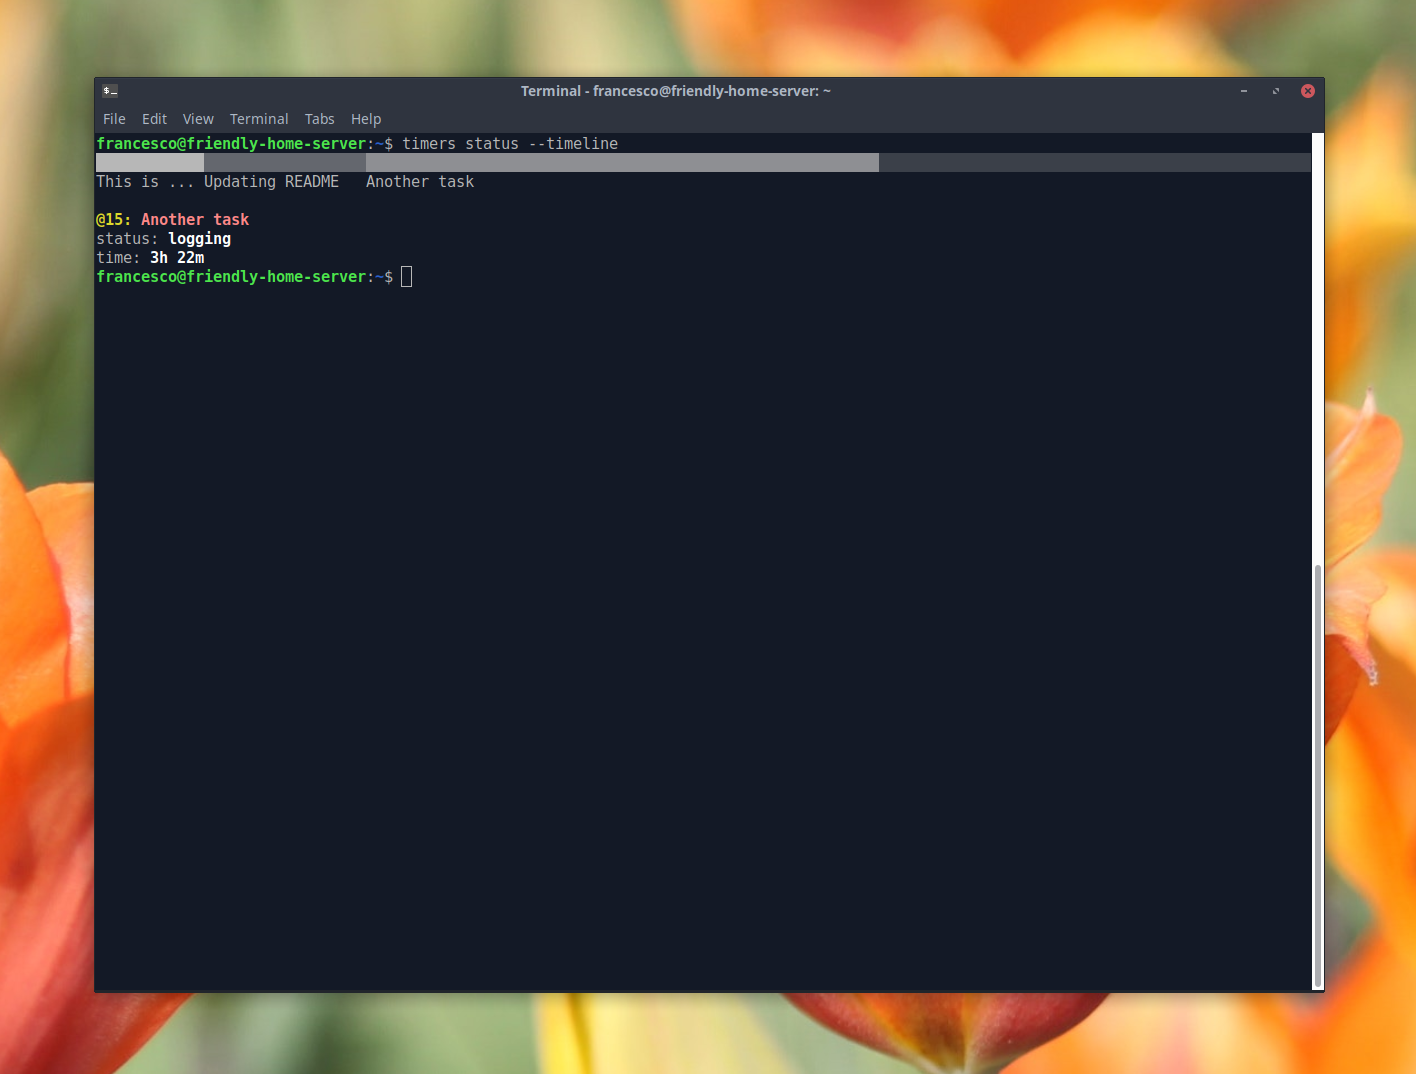 Terminal - francesco@friendly-home-server: ~
File Edit View Terminal Tabs Help
francesco@friendly-home-server:~$ timers status --timeline
This is ... Updating README Another task
@15: Another task
status: logging
time: 3h 22m
francesco@friendly-home-server:~$